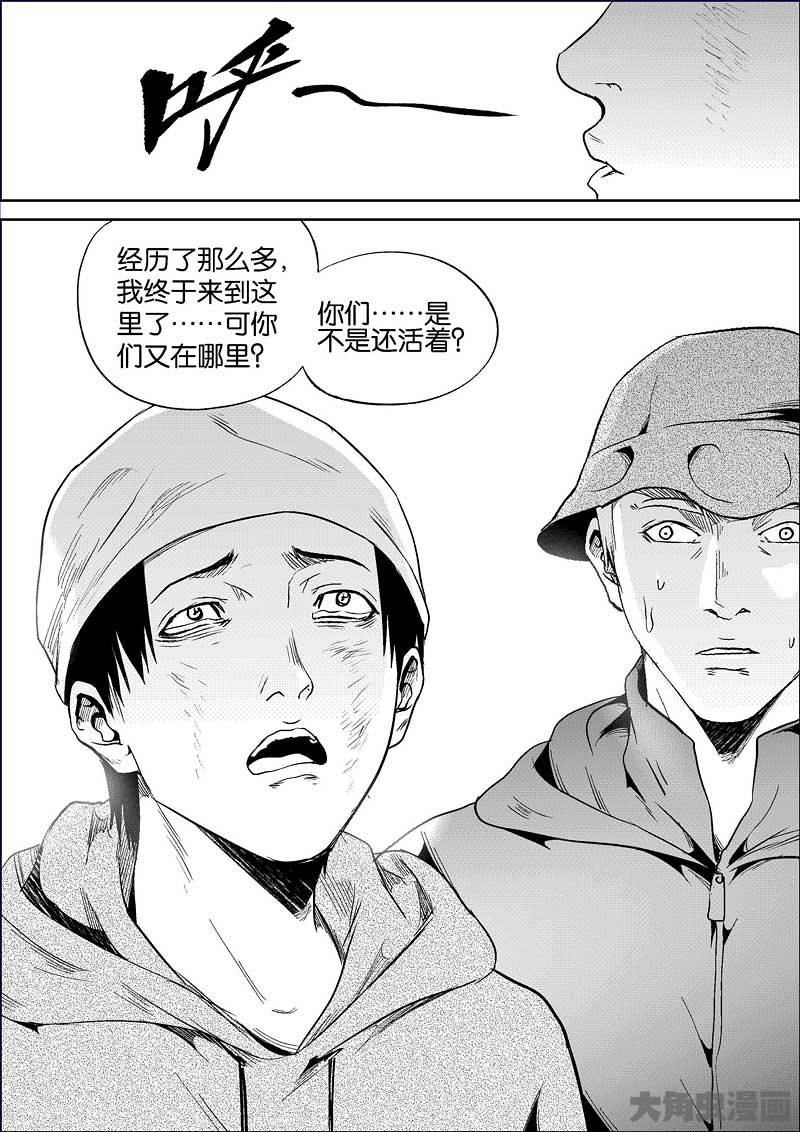 呼～
经历了那么多，
我终于来到这
里了……可你
们又在哪里？
你们……是
不是还活着？
大角虫漫画